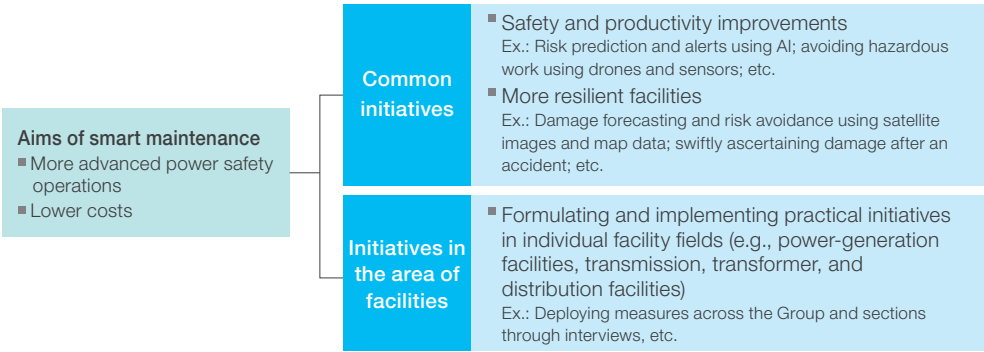 Aims of smart maintenance
■ More advanced power safety
operations
■ Lower costs
Common
initiatives
■ Safety and productivity improvements
Ex.: Risk prediction and alerts using AI; avoiding hazardous
work using drones and sensors; etc.
■ More resilient facilities
Ex.: Damage forecasting and risk avoidance using satellite
images and map data; swiftly ascertaining damage after an
accident; etc.
Initiatives in
the area of
facilities
■ Formulating and implementing practical initiatives
in individual facility fields (e.g., power-generation
facilities, transmission, transformer, and
distribution facilities)
Ex.: Deploying measures across the Group and sections
through interviews, etc.